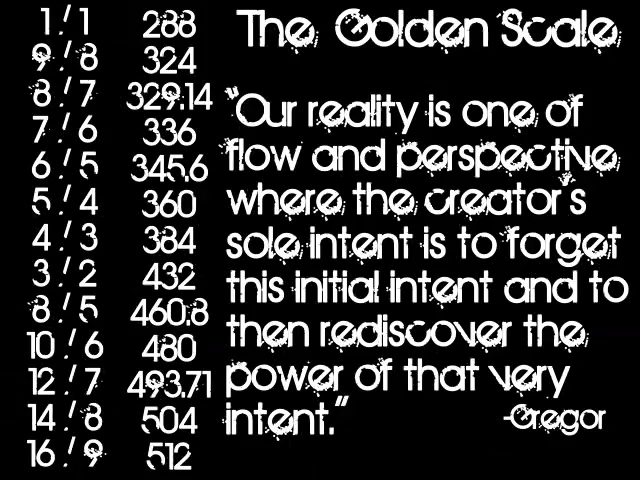 The Golden Scale
1/1 288
9/8 324
8/7 329.14
7/6 336
6/5 345.6
5/4 360
4/3 384
3/2 432
8/5 460.8
10/6 480
12/7 493.71
14/8 504
16/9 512
"Our reality is one of
flow and perspective
where the creator's
sole intent is to forget
this initial intent and to
then rediscover the
power of that very
intent."
-Gregor